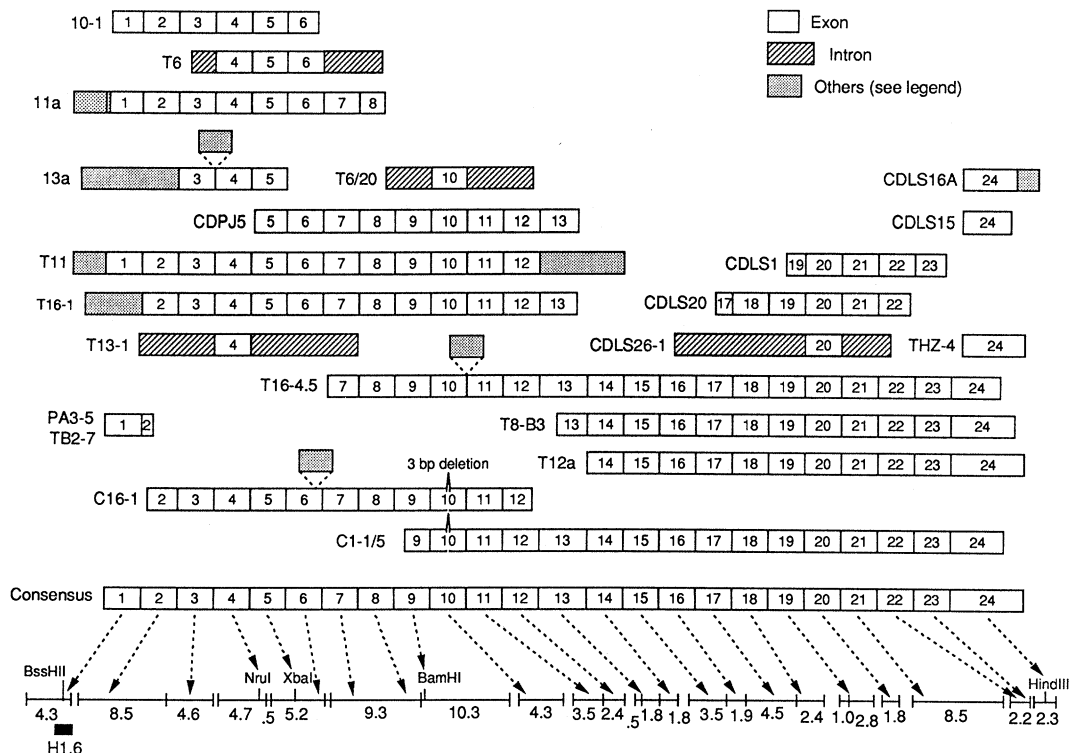 10-1 1 2 3 4 5 6
Exon
T6 4 5 6
Intron
11a 1 2 3 4 5 6 7 8
Others (see legend)
13a 3 4 5
T6/20 10
CDLS16A 24
CDPJ5 5 6 7 8 9 10 11 12 13
CDLS15 24
T11 1 2 3 4 5 6 7 8 9 10 11 12
CDLS1 19 20 21 22 23
T16-1 2 3 4 5 6 7 8 9 10 11 12 13
CDLS20 17 18 19 20 21 22
T13-1 4
CDLS26-1 20
THZ-4 24
T16-4.5 7 8 9 10 11 12 13 14 15 16 17 18 19 20 21 22 23 24
PA3-5
TB2-7
1 2
T8-B3 13 14 15 16 17 18 19 20 21 22 23 24
T12a 14 15 16 17 18 19 20 21 22 23 24
3 bp deletion
C16-1 2 3 4 5 6 7 8 9 10 11 12
C1-1/5 9 10 11 12 13 14 15 16 17 18 19 20 21 22 23 24
Consensus 1 2 3 4 5 6 7 8 9 10 11 12 13 14 15 16 17 18 19 20 21 22 23 24
BssHII NruI XbaI BamHI HindIII
4.3 8.5 4.6 4.7 .5 5.2 9.3 10.3 4.3 3.5 2.4 .5 1.8 1.8 3.5 1.9 4.5 2.4 1.0 2.8 1.8 8.5 2.2 2.3
H1.6